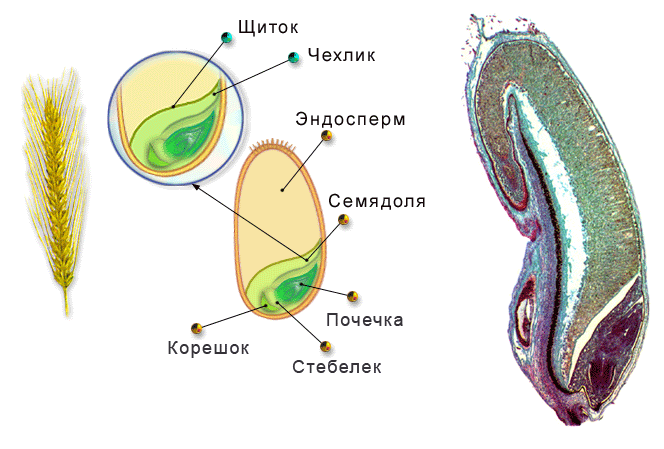 Щиток
Чехлик
Эндосперм
Семядоля
Почечка
Корешок
Стебелек